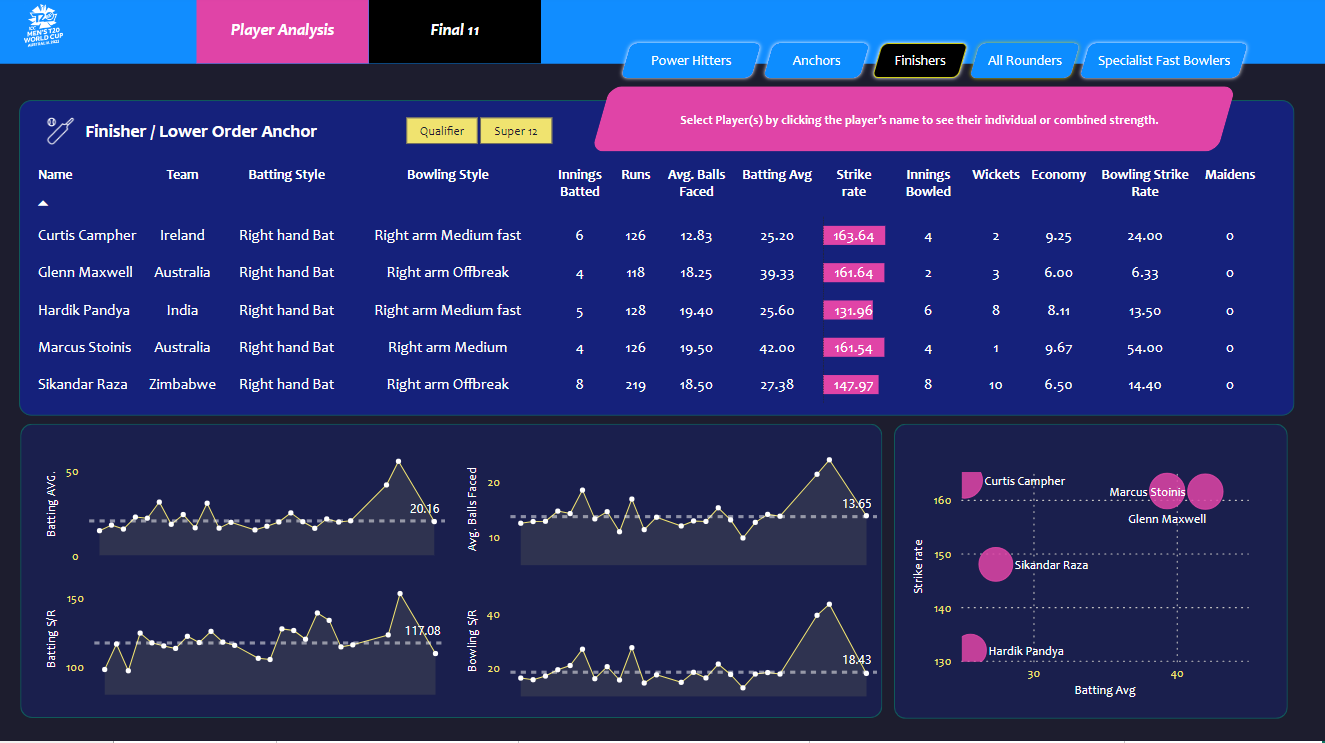 ICC
T20
MEN'S T20
WORLD CUP
AUSTRALIA 2022
Player Analysis
Final 11
Power Hitters
Anchors
Finishers
All Rounders
Specialist Fast Bowlers
Finisher / Lower Order Anchor
Qualifier
Super 12
Select Player(s) by clicking the player's name to see their individual or combined strength.
Name Team Batting Style Bowling Style Innings Batted Runs Avg. Balls Faced Batting Avg Strike rate Innings Bowled Wickets Economy Bowling Strike Rate Maidens
Curtis Campher Ireland Right hand Bat Right arm Medium fast 6 126 12.83 25.20 163.64 4 2 9.25 24.00 0
Glenn Maxwell Australia Right hand Bat Right arm Offbreak 4 118 18.25 39.33 161.64 2 3 6.00 6.33 0
Hardik Pandya India Right hand Bat Right arm Medium fast 5 128 19.40 25.60 131.96 6 8 8.11 13.50 0
Marcus Stoinis Australia Right hand Bat Right arm Medium 4 126 19.50 42.00 161.54 4 1 9.67 54.00 0
Sikandar Raza Zimbabwe Right hand Bat Right arm Offbreak 8 219 18.50 27.38 147.97 8 10 6.50 14.40 0
Batting AVG.
50
0
20.16
Avg. Balls Faced
20
10
13.65
Batting S/R
150
100
117.08
Bowling S/R
40
20
18.43
Strike rate
160
150
140
130
Curtis Campher
Marcus Stoinis
Glenn Maxwell
Sikandar Raza
Hardik Pandya
30
40
Batting Avg